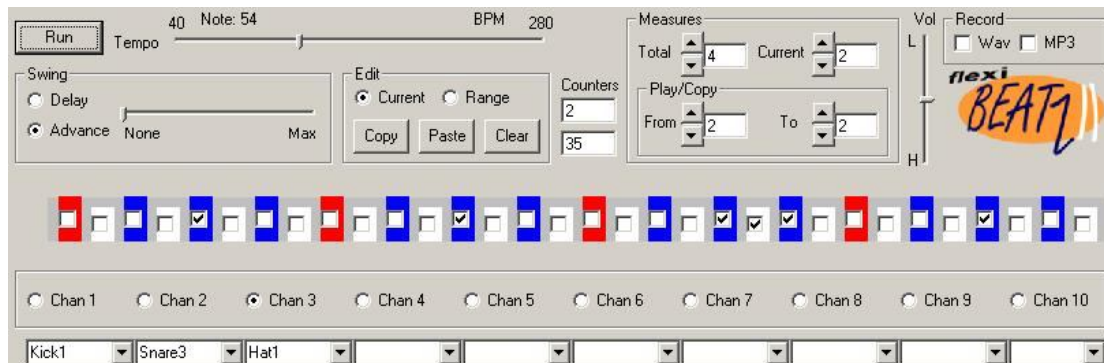 Run
Tempo
40
Note: 54
BPM
280
Swing
Delay
Advance
None
Max
Edit
Current
Range
Copy
Paste
Clear
Counters
2
35
Measures
Total
4
Current
2
Play/Copy
From
2
To
2
Vol
L
H
Record
Wav
MP3
flexi
BEATZ
Chan 1
Chan 2
Chan 3
Chan 4
Chan 5
Chan 6
Chan 7
Chan 8
Chan 9
Chan 10
Kick1
Snare3
Hat1